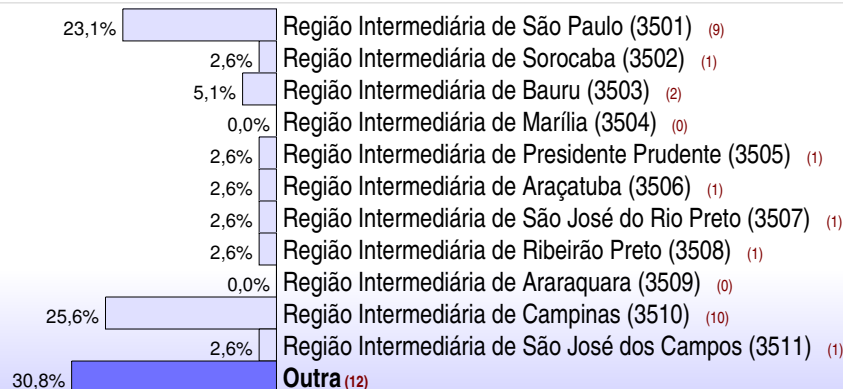 23,1% Região Intermediária de São Paulo (3501) (9)
2,6% Região Intermediária de Sorocaba (3502) (1)
5,1% Região Intermediária de Bauru (3503) (2)
0,0% Região Intermediária de Marília (3504) (0)
2,6% Região Intermediária de Presidente Prudente (3505) (1)
2,6% Região Intermediária de Araçatuba (3506) (1)
2,6% Região Intermediária de São José do Rio Preto (3507) (1)
2,6% Região Intermediária de Ribeirão Preto (3508) (1)
0,0% Região Intermediária de Araraquara (3509) (0)
25,6% Região Intermediária de Campinas (3510) (10)
2,6% Região Intermediária de São José dos Campos (3511) (1)
30,8% Outra (12)